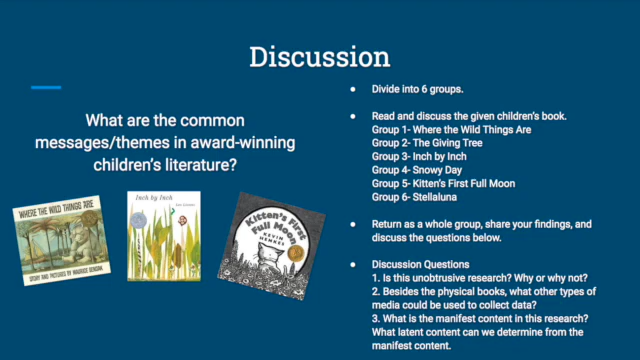 Discussion
What are the common
messages/themes in award-winning
children's literature?
WHERE THE WILD THINGS ARE
STORY AND PICTURES BY MAURICE SENDAK
Inch by Inch
Leo Lionni
Kitten's First
Full Moon
KEVIN
HENKES
● Divide into 6 groups.
● Read and discuss the given children's book.
Group 1- Where the Wild Things Are
Group 2- The Giving Tree
Group 3- Inch by Inch
Group 4- Snowy Day
Group 5- Kitten's First Full Moon
Group 6- Stellaluna
● Return as a whole group, share your findings, and
discuss the questions below.
● Discussion Questions
1. Is this unobtrusive research? Why or why not?
2. Besides the physical books, what other types of
media could be used to collect data?
3. What is the manifest content in this research?
What latent content can we determine from the
manifest content.